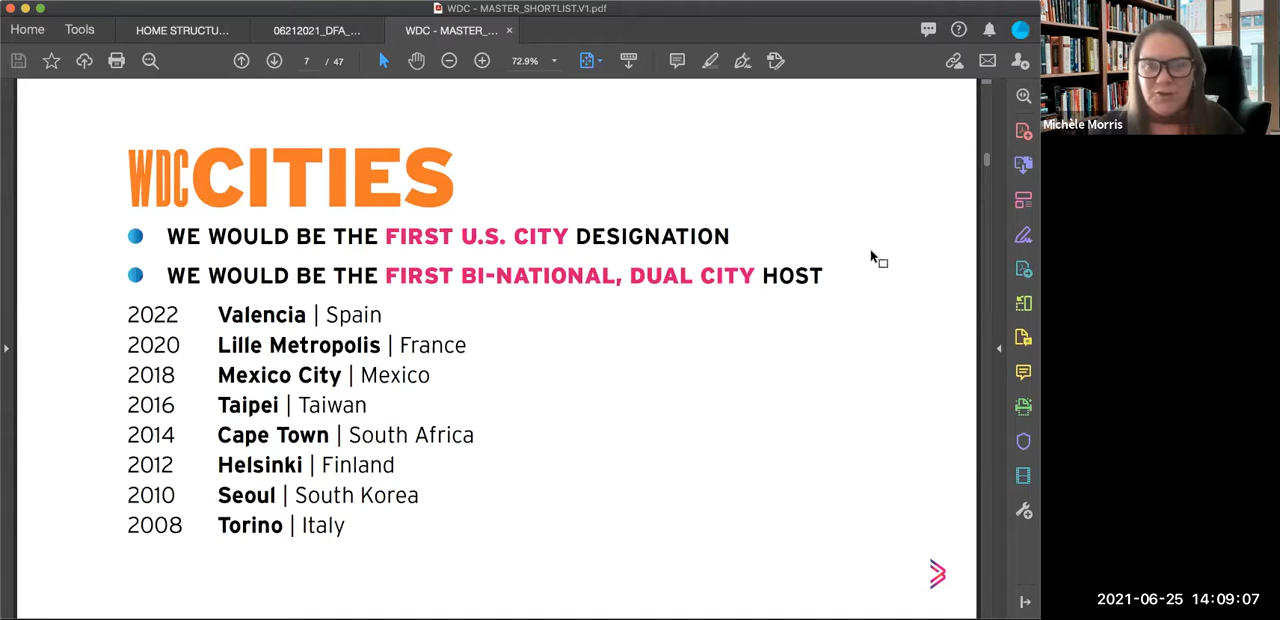 WDC - MASTER_SHORTLIST.V1.pdf
Home Tools HOME STRUCTU... 06212021_DFA_... WDC - MASTER_... ×
7 / 47 72.9%
Michèle Morris
WDC CITIES
WE WOULD BE THE FIRST U.S. CITY DESIGNATION
WE WOULD BE THE FIRST BI-NATIONAL, DUAL CITY HOST
2022 Valencia | Spain
2020 Lille Metropolis | France
2018 Mexico City | Mexico
2016 Taipei | Taiwan
2014 Cape Town | South Africa
2012 Helsinki | Finland
2010 Seoul | South Korea
2008 Torino | Italy
2021-06-25 14:09:07